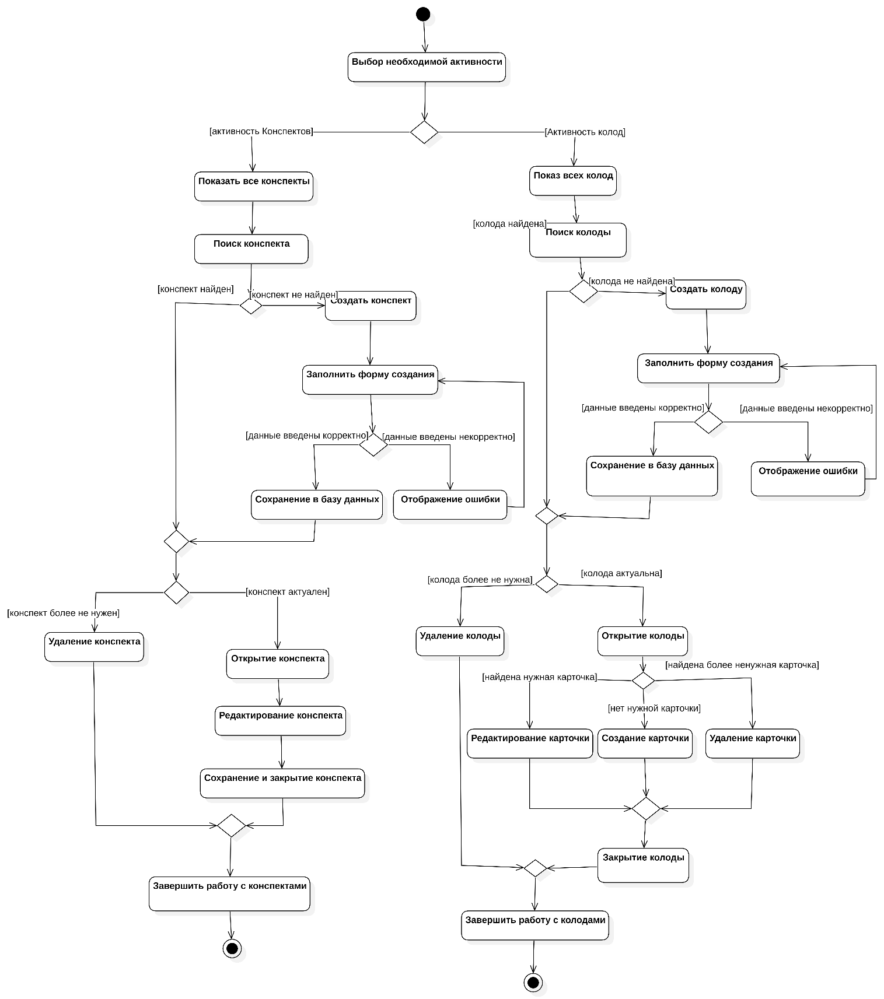 Выбор необходимой активности
[активность Конспектов]
[Активность колод]
Показать все конспекты
Показ всех колод
[колода найдена]
Поиск колоды
Поиск конспекта
[колода не найдена]
Создать колоду
[конспект найден]
[конспект не найден]
Создать конспект
Заполнить форму создания
Заполнить форму создания
[данные введены корректно]
[данные введены некорректно]
[данные введены корректно]
[данные введены некорректно]
Сохранение в базу данных
Отображение ошибки
Сохранение в базу данных
Отображение ошибки
[колода более не нужна]
[колода актуальна]
[конспект актуален]
[конспект более не нужен]
Удаление конспекта
Удаление колоды
Открытие колоды
Открытие конспекта
[найдена более ненужная карточка]
[найдена нужная карточка]
[нет нужной карточки]
Редактирование конспекта
Редактирование карточки
Создание карточки
Удаление карточки
Сохранение и закрытие конспекта
Закрытие колоды
Завершить работу с конспектами
Завершить работу с колодами